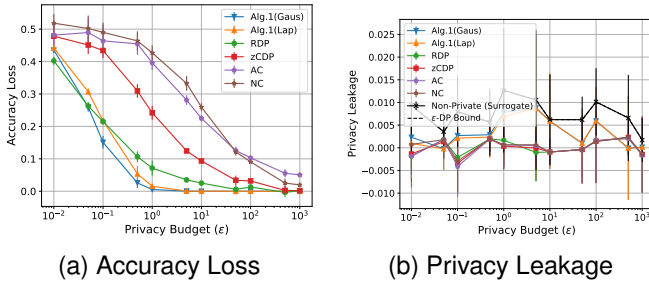 Accuracy Loss
0.5
0.4
0.3
0.2
0.1
0.0
10⁻² 10⁻¹ 10⁰ 10¹ 10² 10³
Privacy Budget (ε)
Alg.1(Gaus)
Alg.1(Lap)
RDP
zCDP
AC
NC
(a) Accuracy Loss
Privacy Leakage
0.025
0.020
0.015
0.010
0.005
0.000
−0.005
−0.010
10⁻² 10⁻¹ 10⁰ 10¹ 10² 10³
Privacy Budget (ε)
Alg.1(Gaus)
Alg.1(Lap)
RDP
zCDP
AC
NC
Non-Private (Surrogate)
ε-DP Bound
(b) Privacy Leakage